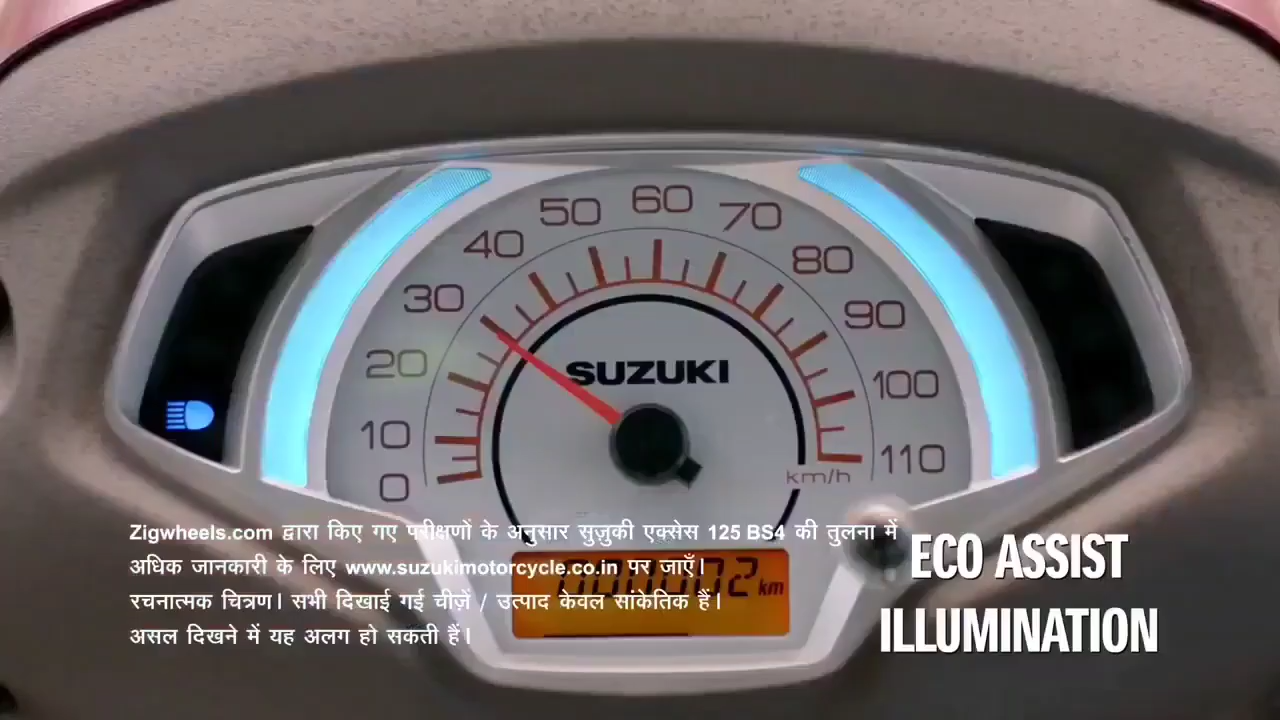 60
50
70
40
80
30
90
20
SUZUKI
100
10
110
km/h
0
Zigwheels.com द्वारा किए गए परीक्षणों के अनुसार सुज़ुकी एक्सेस 125 BS4 की तुलना में
अधिक जानकारी के लिए www.suzukimotorcycle.co.in पर जाएँ।
000002 km
रचनात्मक चित्रण। सभी दिखाई गई चीज़ें / उत्पाद केवल सांकेतिक हैं।
असल दिखने में यह अलग हो सकती हैं।
ECO ASSIST
ILLUMINATION